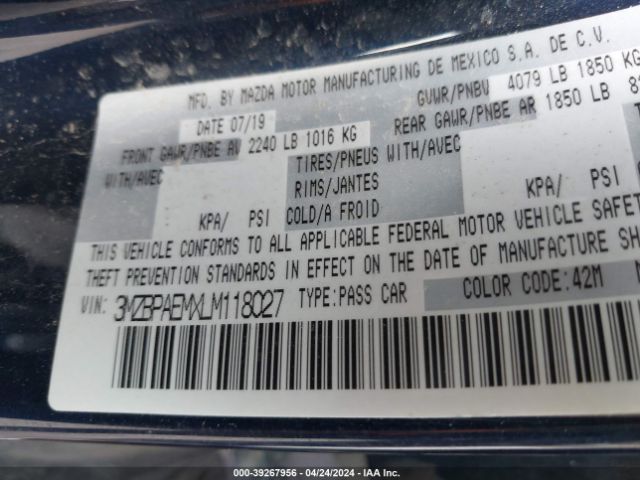 MFD. BY MAZDA MOTOR MANUFACTURING DE MEXICO S.A. DE C.V.
DATE 07/19 GVWR/PNBV 4079 LB 1850 KG
FRONT GAWR/PNBE AV 2240 LB 1016 KG REAR GAWR/PNBE AR 1850 LB
WITH/AVEC TIRES/PNEUS WITH/AVEC
RIMS/JANTES
KPA/ PSI COLD/A FROID KPA/ PSI
THIS VEHICLE CONFORMS TO ALL APPLICABLE FEDERAL MOTOR VEHICLE SAFET
THEFT PREVENTION STANDARDS IN EFFECT ON THE DATE OF MANUFACTURE SH
VIN: 3MZBPAEMXLM118027 TYPE:PASS CAR COLOR CODE:42M
000-39267956 - 04/24/2024 - IAA Inc.